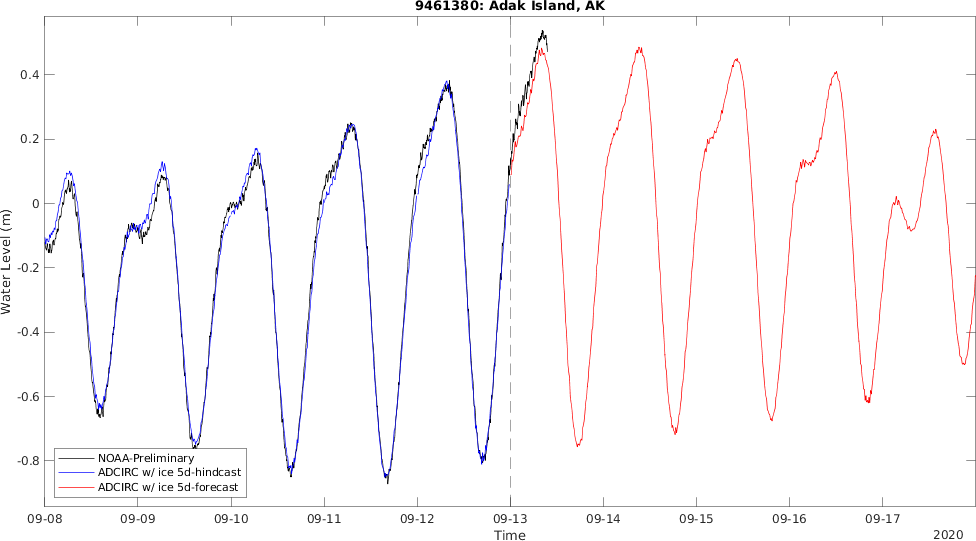 9461380: Adak Island, AK
Water Level (m)
0.4
0.2
0
-0.2
-0.4
-0.6
-0.8
NOAA-Preliminary
ADCIRC w/ ice 5d-hindcast
ADCIRC w/ ice 5d-forecast
09-08 09-09 09-10 09-11 09-12 09-13 09-14 09-15 09-16 09-17
Time
2020